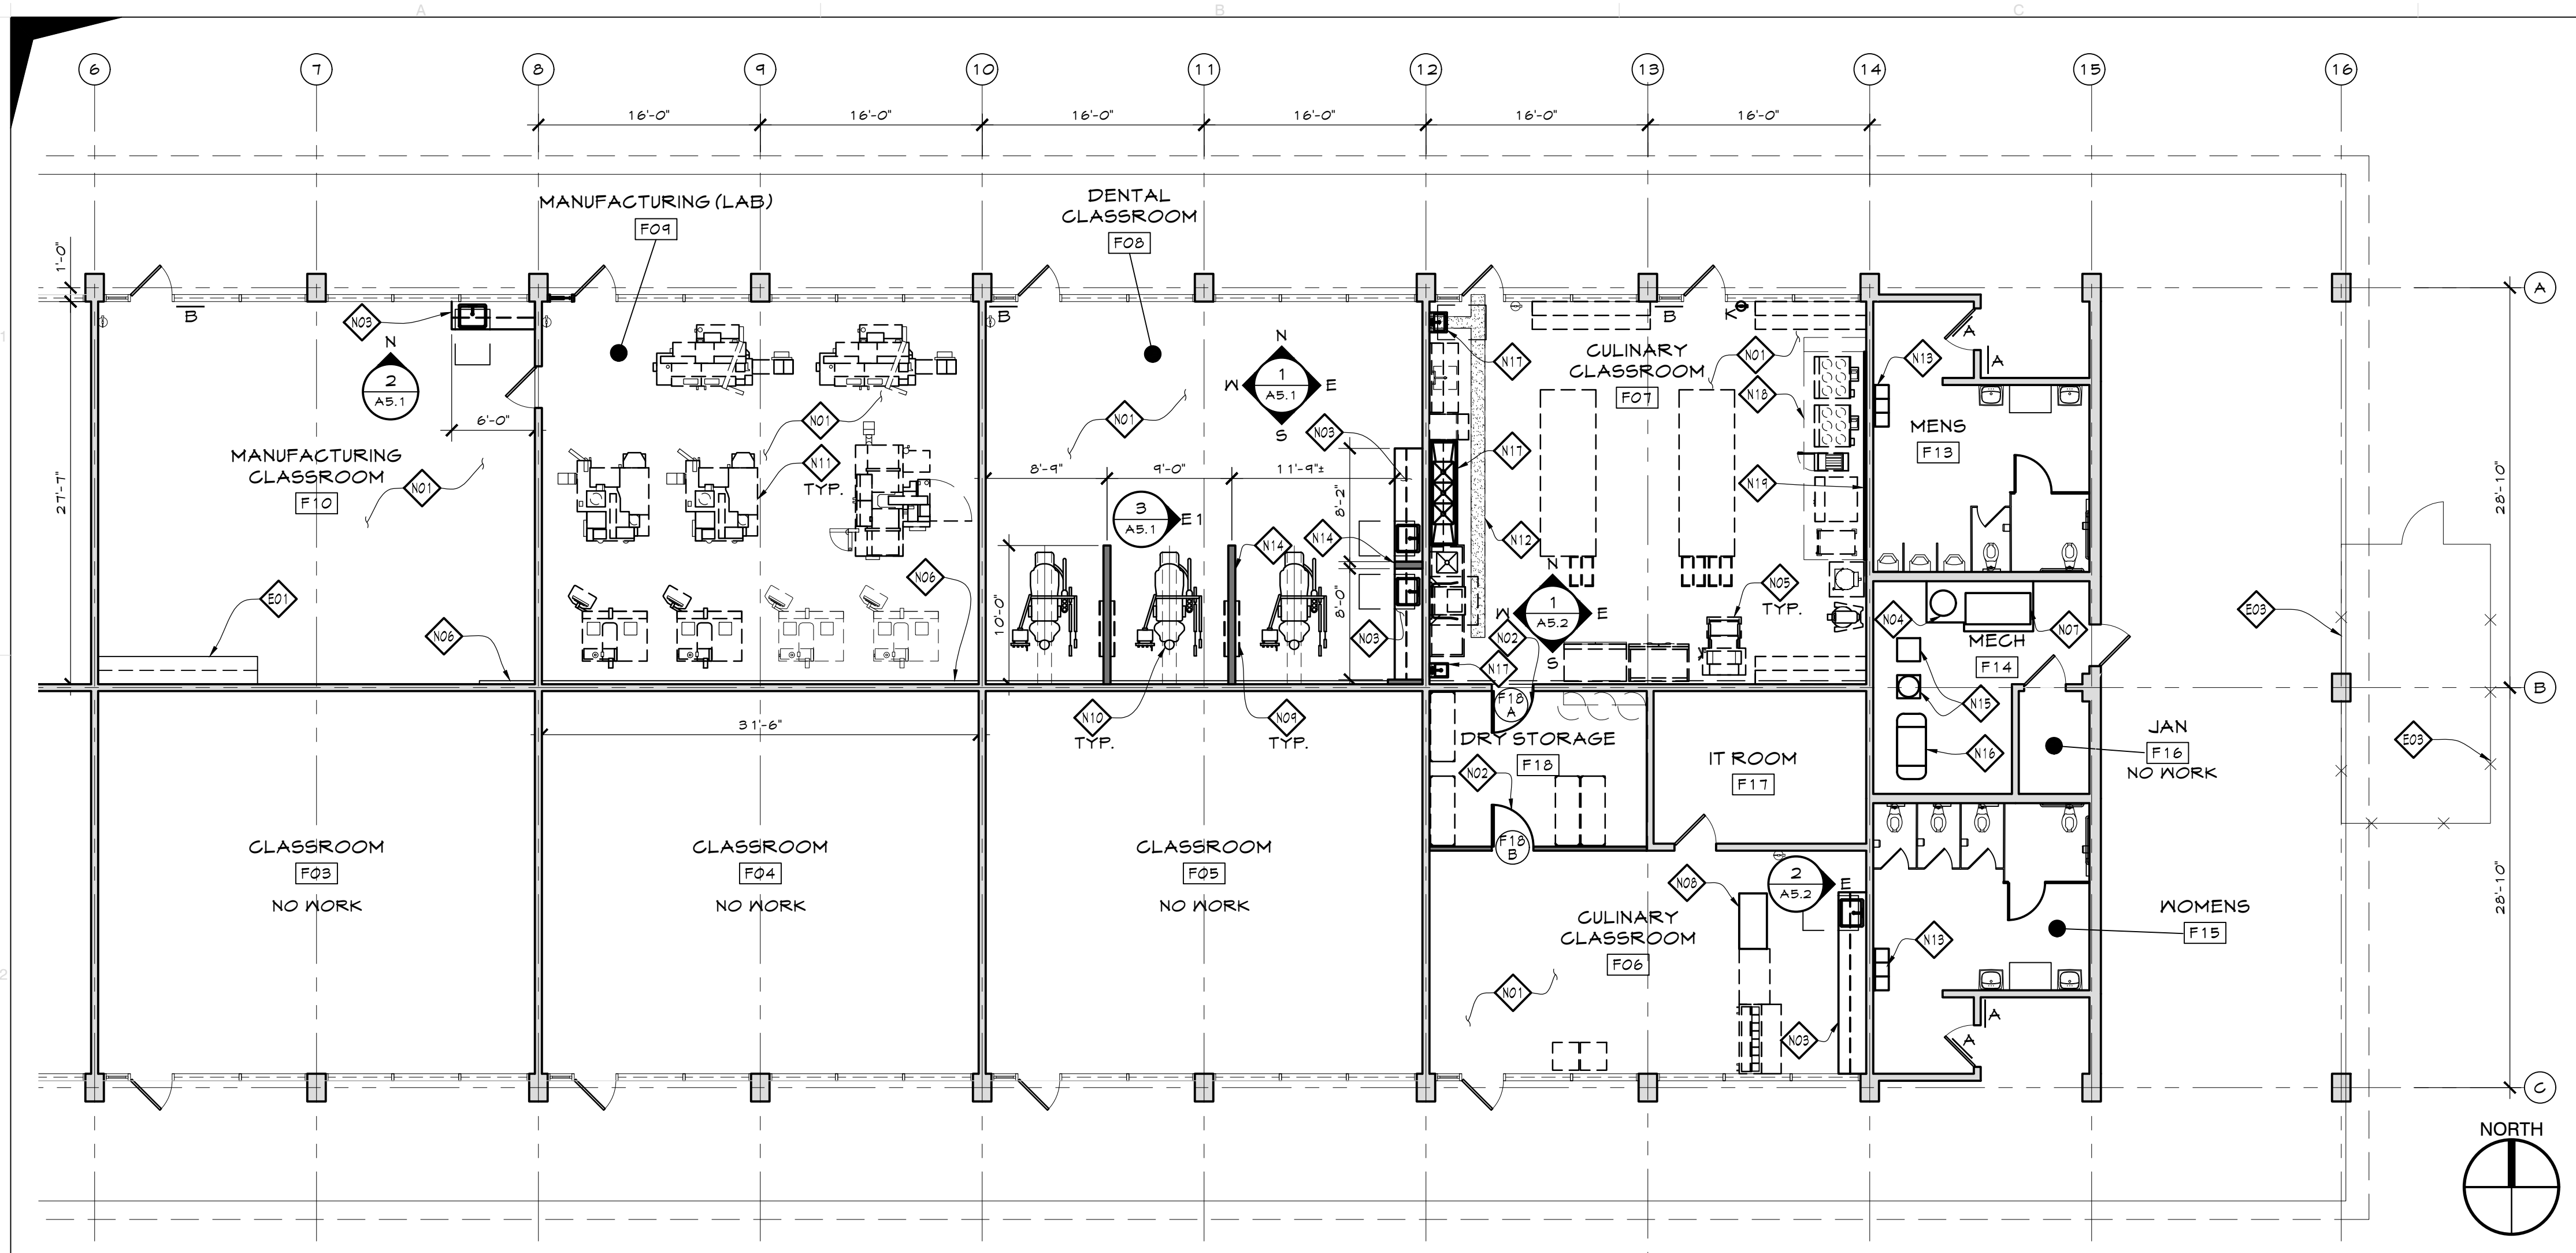 A B C
6 7 8 9 10 11 12 13 14 15 16
16'-0" 16'-0" 16'-0" 16'-0" 16'-0" 16'-0"
MANUFACTURING (LAB)
F09
DENTAL
CLASSROOM
F08
1'-0"
A
B
B
B
K
A
A
1
N03
N
2
A5.1
6'-0"
27'-7"
MANUFACTURING
CLASSROOM
F10
N01
E01
N06
N01
N11
TYP.
N06
N01
N
W
1
A5.1
E
S
N03
8'-9"
9'-0"
11'-9"±
8'-2"
3
A5.1
E1
N14
N14
10'-0"
8'-0"
N03
N10
TYP.
N09
TYP.
N17
CULINARY
CLASSROOM
F07
N01
N18
N17
N19
N12
N
W
1
A5.2
E
S
N05
TYP.
N02
N17
N13
MENS
F13
N04
N07
MECH
F14
N15
N16
E03
28'-10"
B
E03
JAN
F16
NO WORK
F18
A
DRY STORAGE
F18
N02
F18
B
IT ROOM
F17
31'-6"
CLASSROOM
F03
NO WORK
CLASSROOM
F04
NO WORK
CLASSROOM
F05
NO WORK
N08
2
A5.2
E
CULINARY
CLASSROOM
F06
N01
N03
N13
WOMENS
F15
28'-10"
2
A
A
C
NORTH